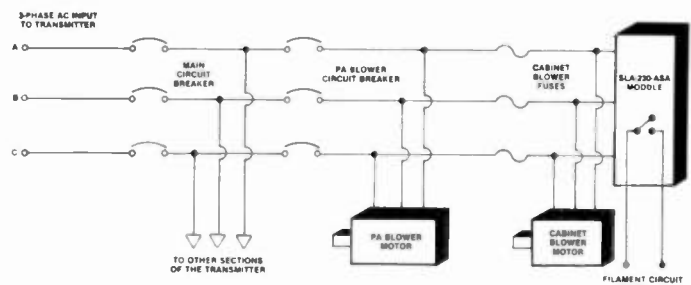 3-PHASE AC INPUT
TO TRANSMITTER
A
B
C
MAIN
CIRCUIT
BREAKER
PA BLOWER
CIRCUIT BREAKER
CABINET
BLOWER
FUSES
SLA-230-ASA
MODULE
PA BLOWER
MOTOR
CABINET
BLOWER
MOTOR
TO OTHER SECTIONS
OF THE TRANSMITTER
FILAMENT CIRCUIT